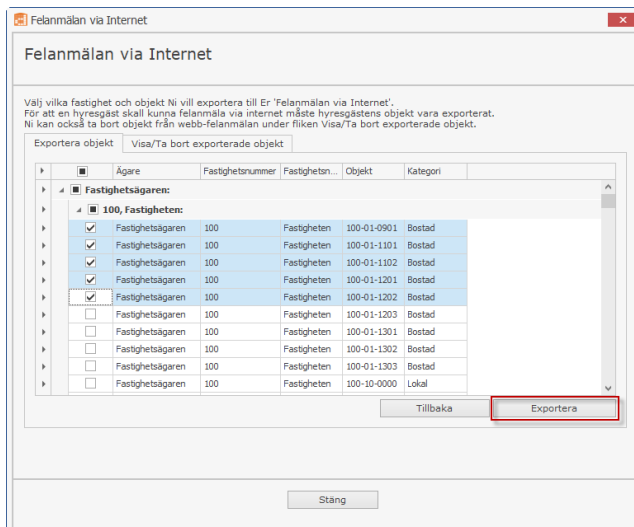 Felanmälan via Internet
Felanmälan via Internet
Välj vilka fastighet och objekt Ni vill exportera till Er 'Felanmälan via Internet'.
För att en hyresgäst skall kunna felanmäla via internet måste hyresgästens objekt vara exporterat.
Ni kan också ta bort objekt från webb-felanmälan under fliken Visa/Ta bort exporterade objekt.
Exportera objekt Visa/Ta bort exporterade objekt
Ägare Fastighetsnummer Fastighetsn... Objekt Kategori
Fastighetsägaren:
100, Fastigheten:
Fastighetsägaren 100 Fastigheten 100-01-0901 Bostad
Fastighetsägaren 100 Fastigheten 100-01-1101 Bostad
Fastighetsägaren 100 Fastigheten 100-01-1102 Bostad
Fastighetsägaren 100 Fastigheten 100-01-1201 Bostad
Fastighetsägaren 100 Fastigheten 100-01-1202 Bostad
Fastighetsägaren 100 Fastigheten 100-01-1203 Bostad
Fastighetsägaren 100 Fastigheten 100-01-1301 Bostad
Fastighetsägaren 100 Fastigheten 100-01-1302 Bostad
Fastighetsägaren 100 Fastigheten 100-01-1303 Bostad
Fastighetsägaren 100 Fastigheten 100-10-0000 Lokal
Tillbaka Exportera
Stäng